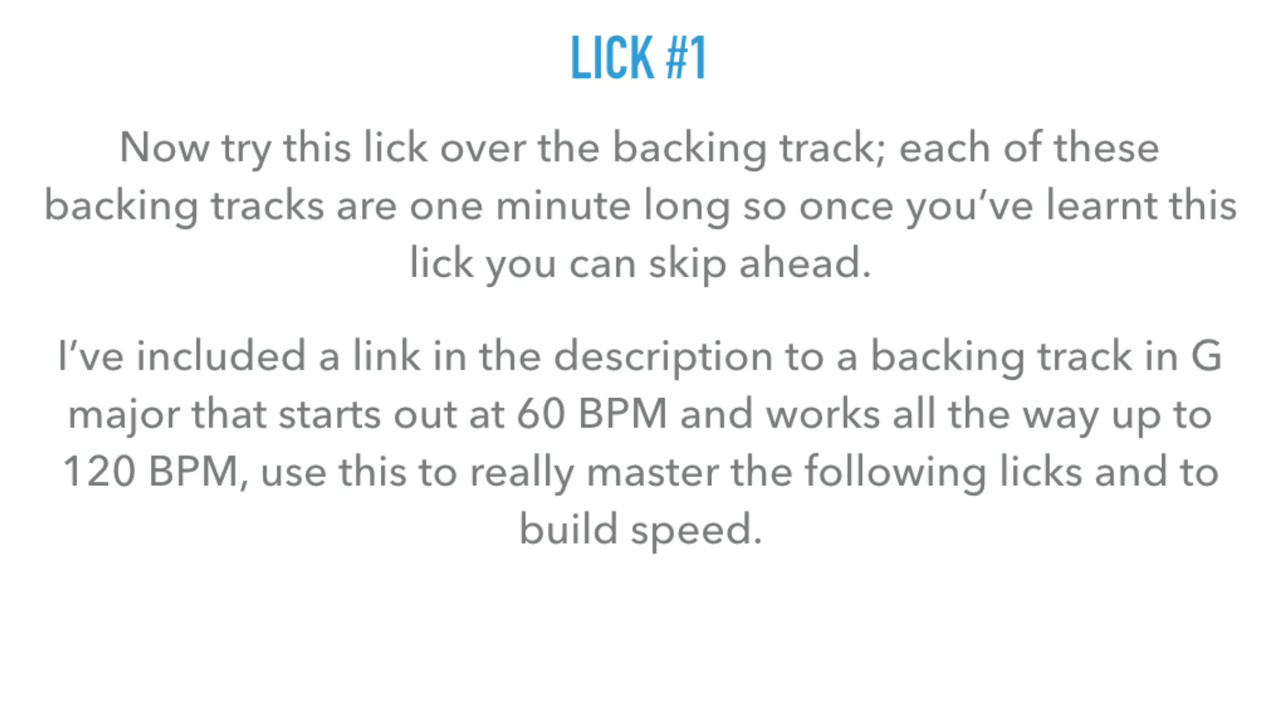 LICK #1
Now try this lick over the backing track; each of these
backing tracks are one minute long so once you’ve learnt this
lick you can skip ahead.
I’ve included a link in the description to a backing track in G
major that starts out at 60 BPM and works all the way up to
120 BPM, use this to really master the following licks and to
build speed.